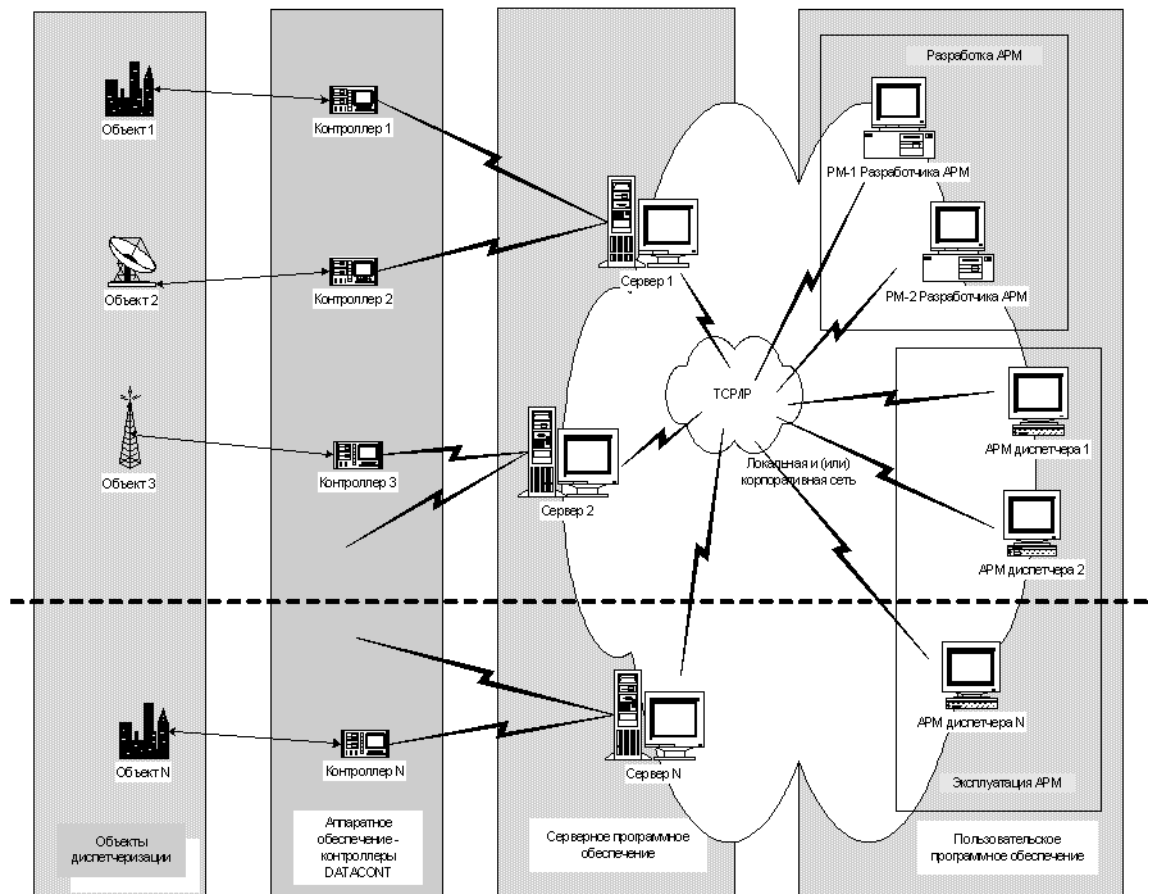 Разработка АРМ
Объект 1
Контроллер 1
РМ-1 Разработчика АРМ
Объект 2
Контроллер 2
Сервер 1
РМ-2 Разработчика АРМ
TCP/IP
Объект 3
Контроллер 3
Сервер 2
Локальная и (или)
корпоративная сеть
АРМ диспетчера 1
АРМ диспетчера 2
Объект N
Контроллер N
Сервер N
АРМ диспетчера N
Эксплуатация АРМ
Объекты
диспетчеризации
Аппаратное
обеспечение -
контроллеры
DATACONT
Серверное программное
обеспечение
Пользовательское
программное обеспечение